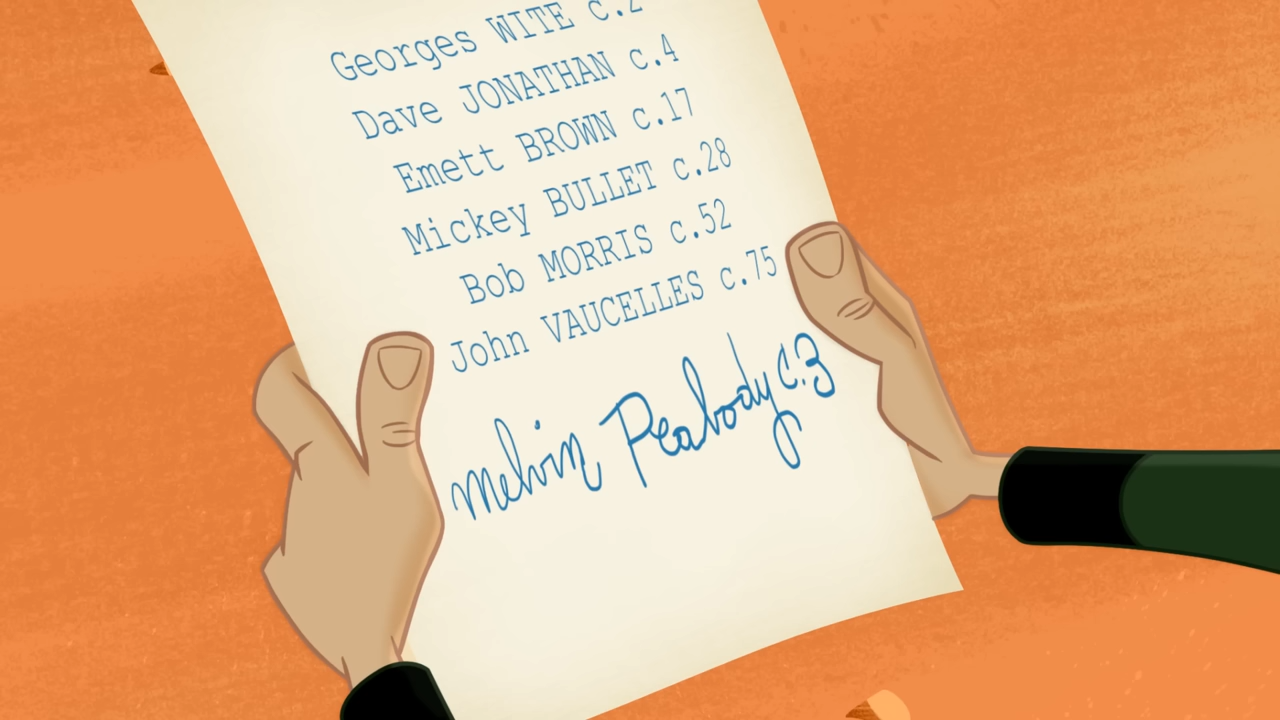 Georges WITE c.2
Dave JONATHAN c.4
Emett BROWN c.17
Mickey BULLET c.28
Bob MORRIS c.52
John VAUCELLES c.75
Melvin Peabody c.3